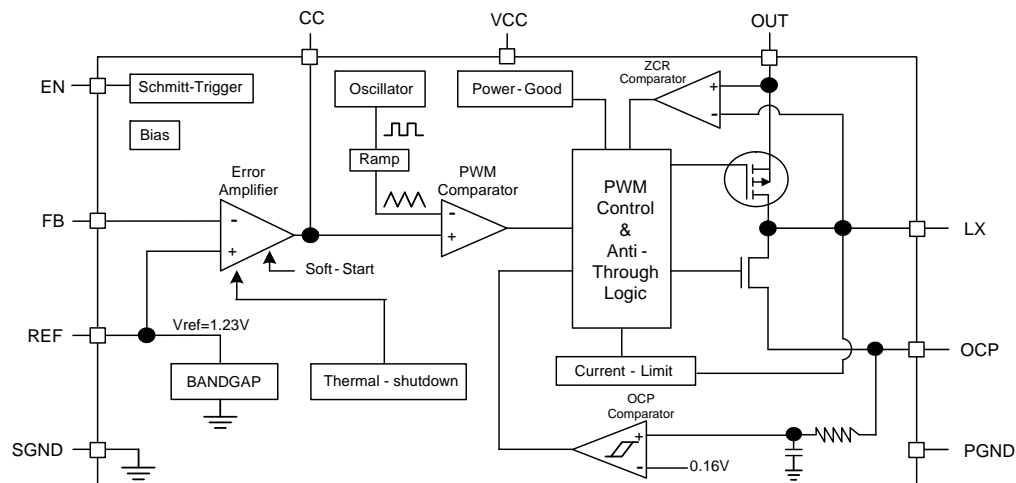 CC
VCC
OUT
EN
Schmitt-Trigger
Oscillator
Power-Good
ZCR
Comparator
+
-
Bias
Ramp
Error
Amplifier
PWM
Comparator
PWM
Control
&
Anti-
Through
Logic
FB
-
+
-
+
LX
Soft-Start
REF
Vref=1.23V
OCP
BANDGAP
Thermal-shutdown
Current-Limit
OCP
Comparator
+
-
0.16V
SGND
PGND